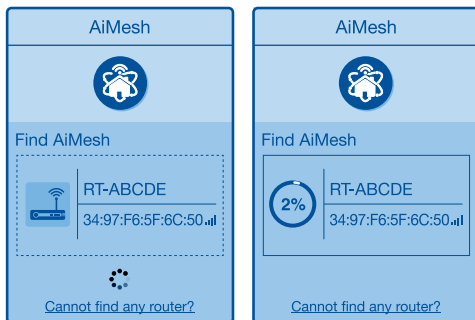 AiMesh
Find AiMesh
RT-ABCDE
34:97:F6:5F:6C:50
Cannot find any router?
AiMesh
Find AiMesh
2%
RT-ABCDE
34:97:F6:5F:6C:50
Cannot find any router?